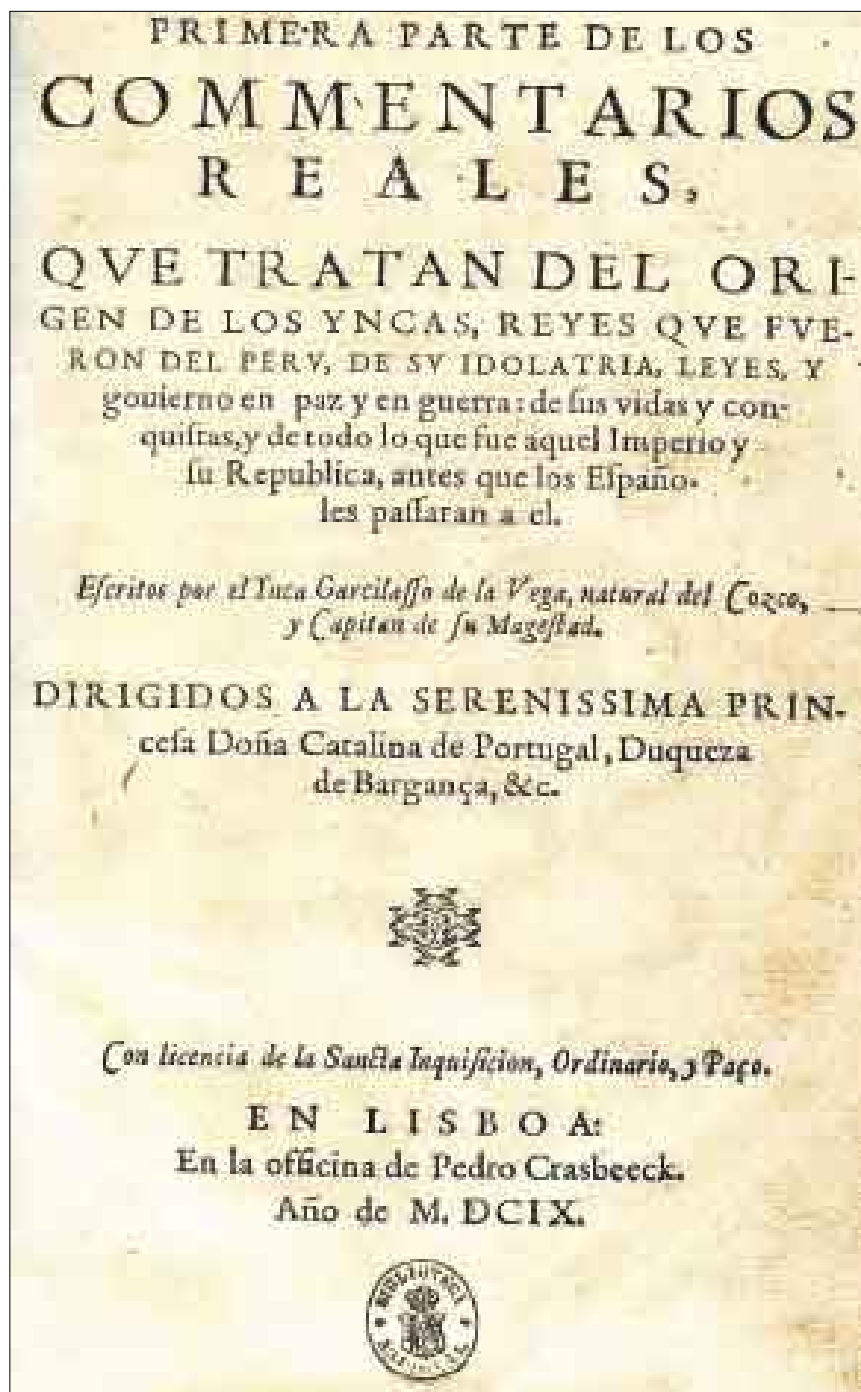 PRIMERA PARTE DE LOS
COMMENTARIOS
REALES,
QVE TRATAN DEL ORI-
GEN DE LOS YNCAS, REYES QVE FVE-
RON DEL PERV, DE SV IDOLATRIA, LEYES, Y
gouierno en paz y en guerra: de ſus vidas y con-
quiſtas, y de todo lo que fue aquel Imperio y
ſu Republica, antes que los Eſpaño-
les paſſaran a el.
Eſcritos por el Inca Garcilaſſo de la Vega, natural del Cozco,
y Capitan de ſu Mageſtad.
DIRIGIDOS A LA SERENISSIMA PRIN-
ceſa Doña Catalina de Portugal, Duqueza
de Bargança, &c.
Con licencia de la Sancta Inquiſicion, Ordinario, y Paço.
EN LISBOA:
En la officina de Pedro Crasbeeck.
Año de M. DCIX.
BIBLIOTECA